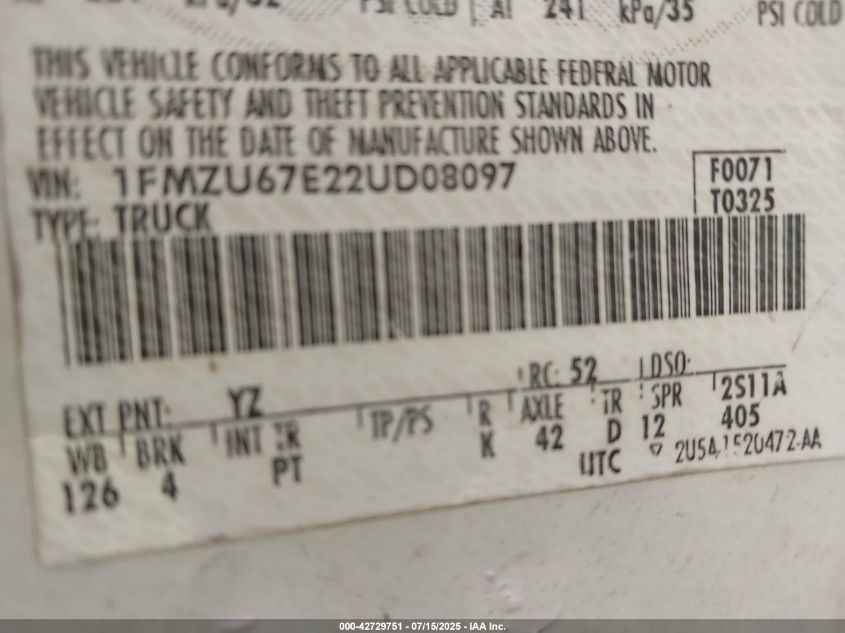 PSI COLD AT 241 kPa/35 PSI COLD
THIS VEHICLE CONFORMS TO ALL APPLICABLE FEDERAL MOTOR
VEHICLE SAFETY AND THEFT PREVENTION STANDARDS IN
EFFECT ON THE DATE OF MANUFACTURE SHOWN ABOVE.
VIN: 1FMZU67E22UD08097
F0071
TYPE: TRUCK
T0325
EXT PNT: YZ RC: 52 DSO:
WB BRK INT TR TP/PS R AXLE TR SPR 2S11A
126 4 PT K 42 D 12 405
UTC
000-42729751 - 07/15/2025 - IAA Inc.